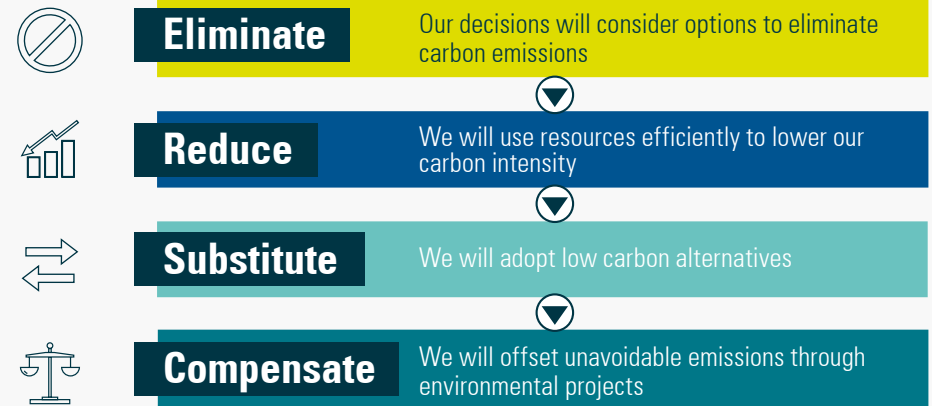 Eliminate
Our decisions will consider options to eliminate
carbon emissions
Reduce
We will use resources efficiently to lower our
carbon intensity
Substitute
We will adopt low carbon alternatives
Compensate
We will offset unavoidable emissions through
environmental projects